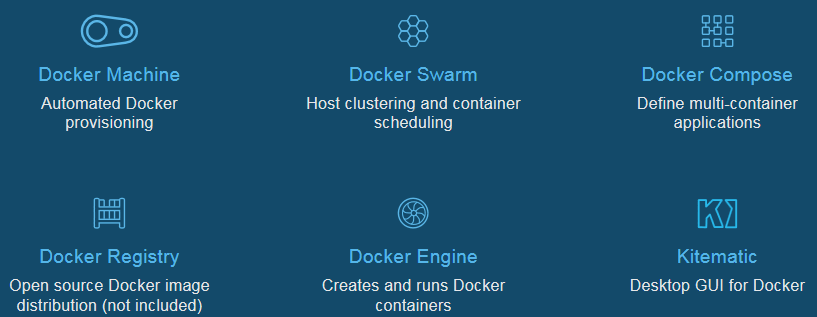 Docker Machine
Automated Docker
provisioning
Docker Swarm
Host clustering and container
scheduling
Docker Compose
Define multi-container
applications
Docker Registry
Open source Docker image
distribution (not included)
Docker Engine
Creates and runs Docker
containers
Kitematic
Desktop GUI for Docker